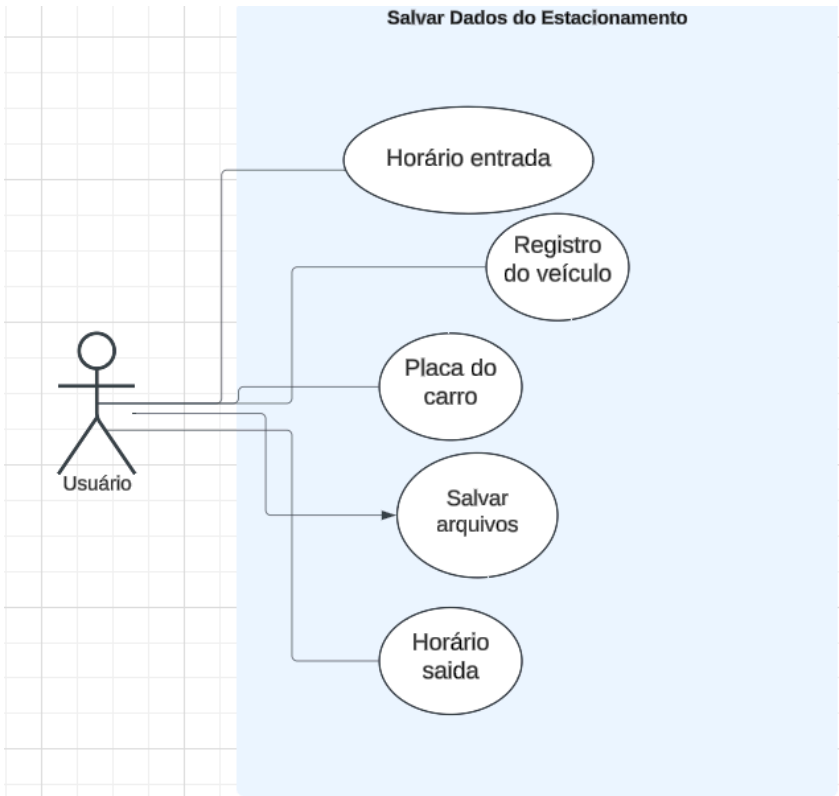 Salvar Dados do Estacionamento
Horário entrada
Registro
do veículo
Placa do
carro
Usuário
Salvar
arquivos
Horário
saida